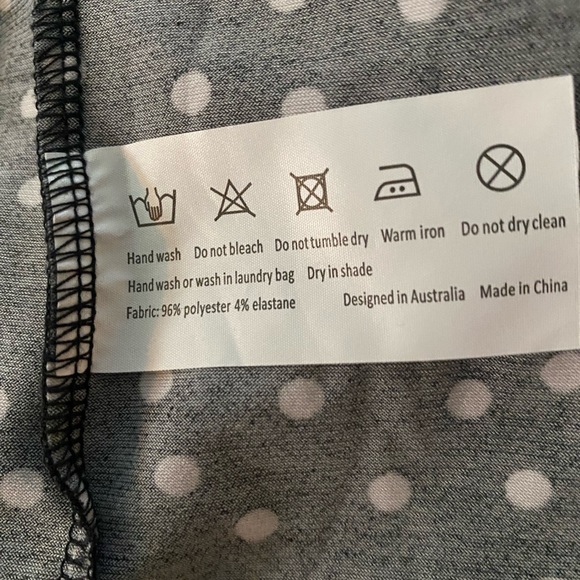 Hand wash Do not bleach Do not tumble dry Warm iron Do not dry clean
Hand wash or wash in laundry bag Dry in shade
Fabric: 96% polyester 4% elastane Designed in Australia Made in China